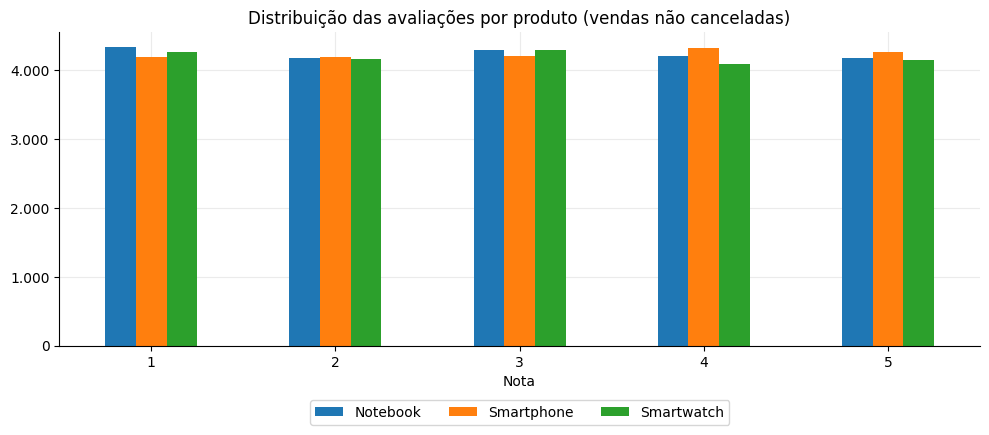 Distribuição das avaliações por produto (vendas não canceladas)
4.000
3.000
2.000
1.000
0
1 2 3 4 5
Nota
Notebook Smartphone Smartwatch